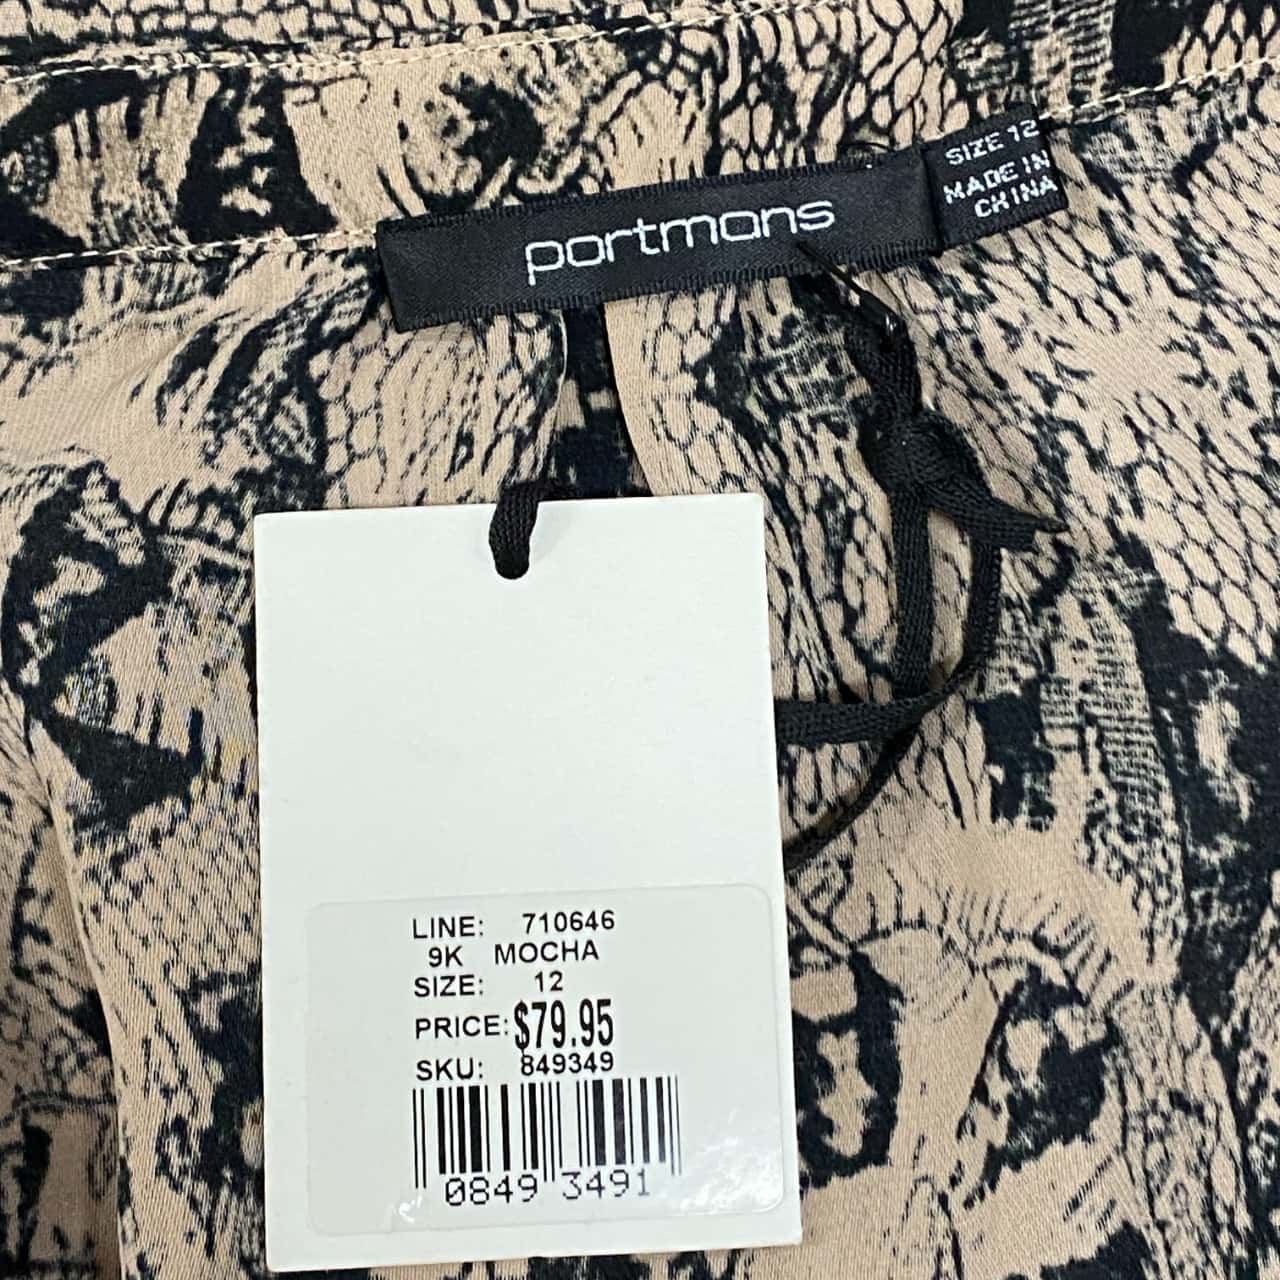 portmans
SIZE 12
MADE IN
CHINA
LINE: 710646
9K MOCHA
SIZE: 12
PRICE: $79.95
SKU: 849349
0849 3491